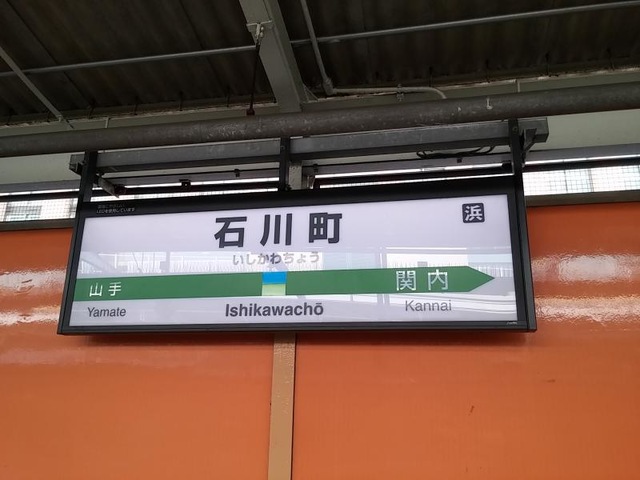 石川町
浜
いしかわちょう
山手
関内
Yamate
Ishikawachō
Kannai